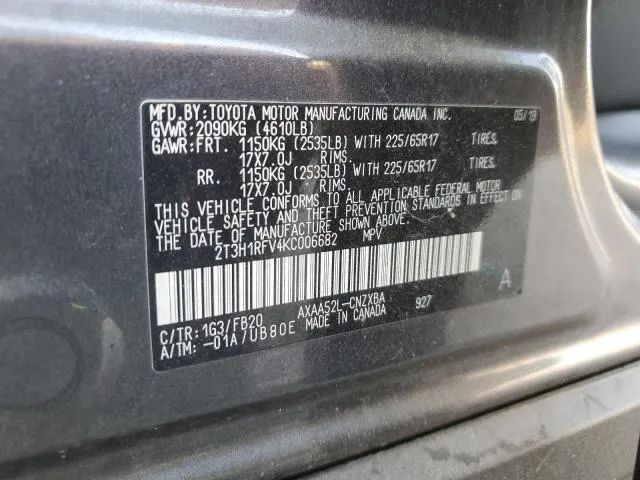 MFD.BY:TOYOTA MOTOR MANUFACTURING CANADA INC. 05/19
GVWR:2090KG (4610LB)
GAWR:FRT. 1150KG (2535LB) WITH 225/65R17 TIRES,
17X7.0J RIMS.
RR. 1150KG (2535LB) WITH 225/65R17 TIRES,
17X7.0J RIMS.
THIS VEHICLE CONFORMS TO ALL APPLICABLE FEDERAL MOTOR
VEHICLE SAFETY AND THEFT PREVENTION STANDARDS IN EFFECT ON
THE DATE OF MANUFACTURE SHOWN ABOVE.
2T3H1RFV4KC006682 MPV
A
C/TR:1G3/FB20 AXAA52L-CNZXBA 927
A/TM:-01A/UB80E MADE IN CANADA